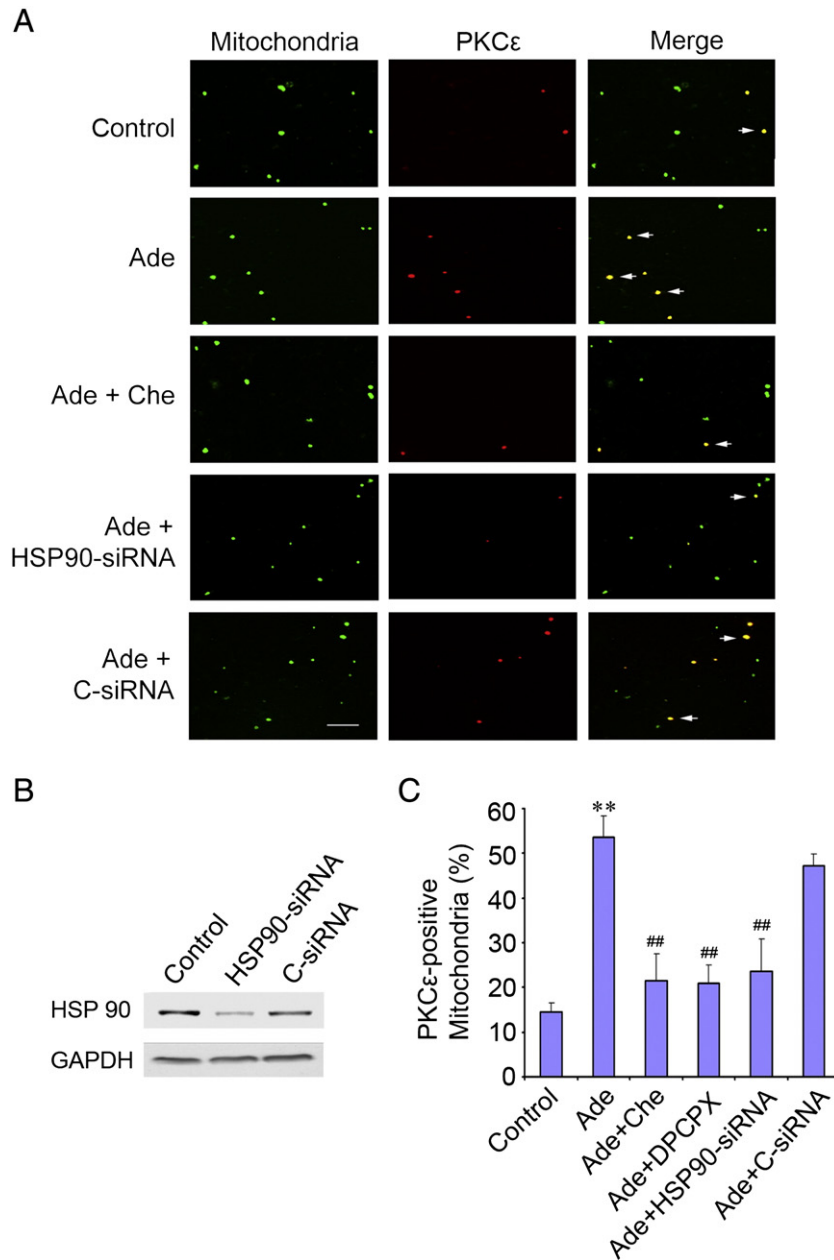 A
Mitochondria PKCε Merge
Control
Ade
Ade + Che
Ade +
HSP90-siRNA
Ade +
C-siRNA
B
Control HSP90-siRNA C-siRNA
HSP 90
GAPDH
C
PKCε-positive
Mitochondria (%)
60
50
40
30
20
10
0
**
##
##
##
Control
Ade
Ade+Che
Ade+DPCPX
Ade+HSP90-siRNA
Ade+C-siRNA